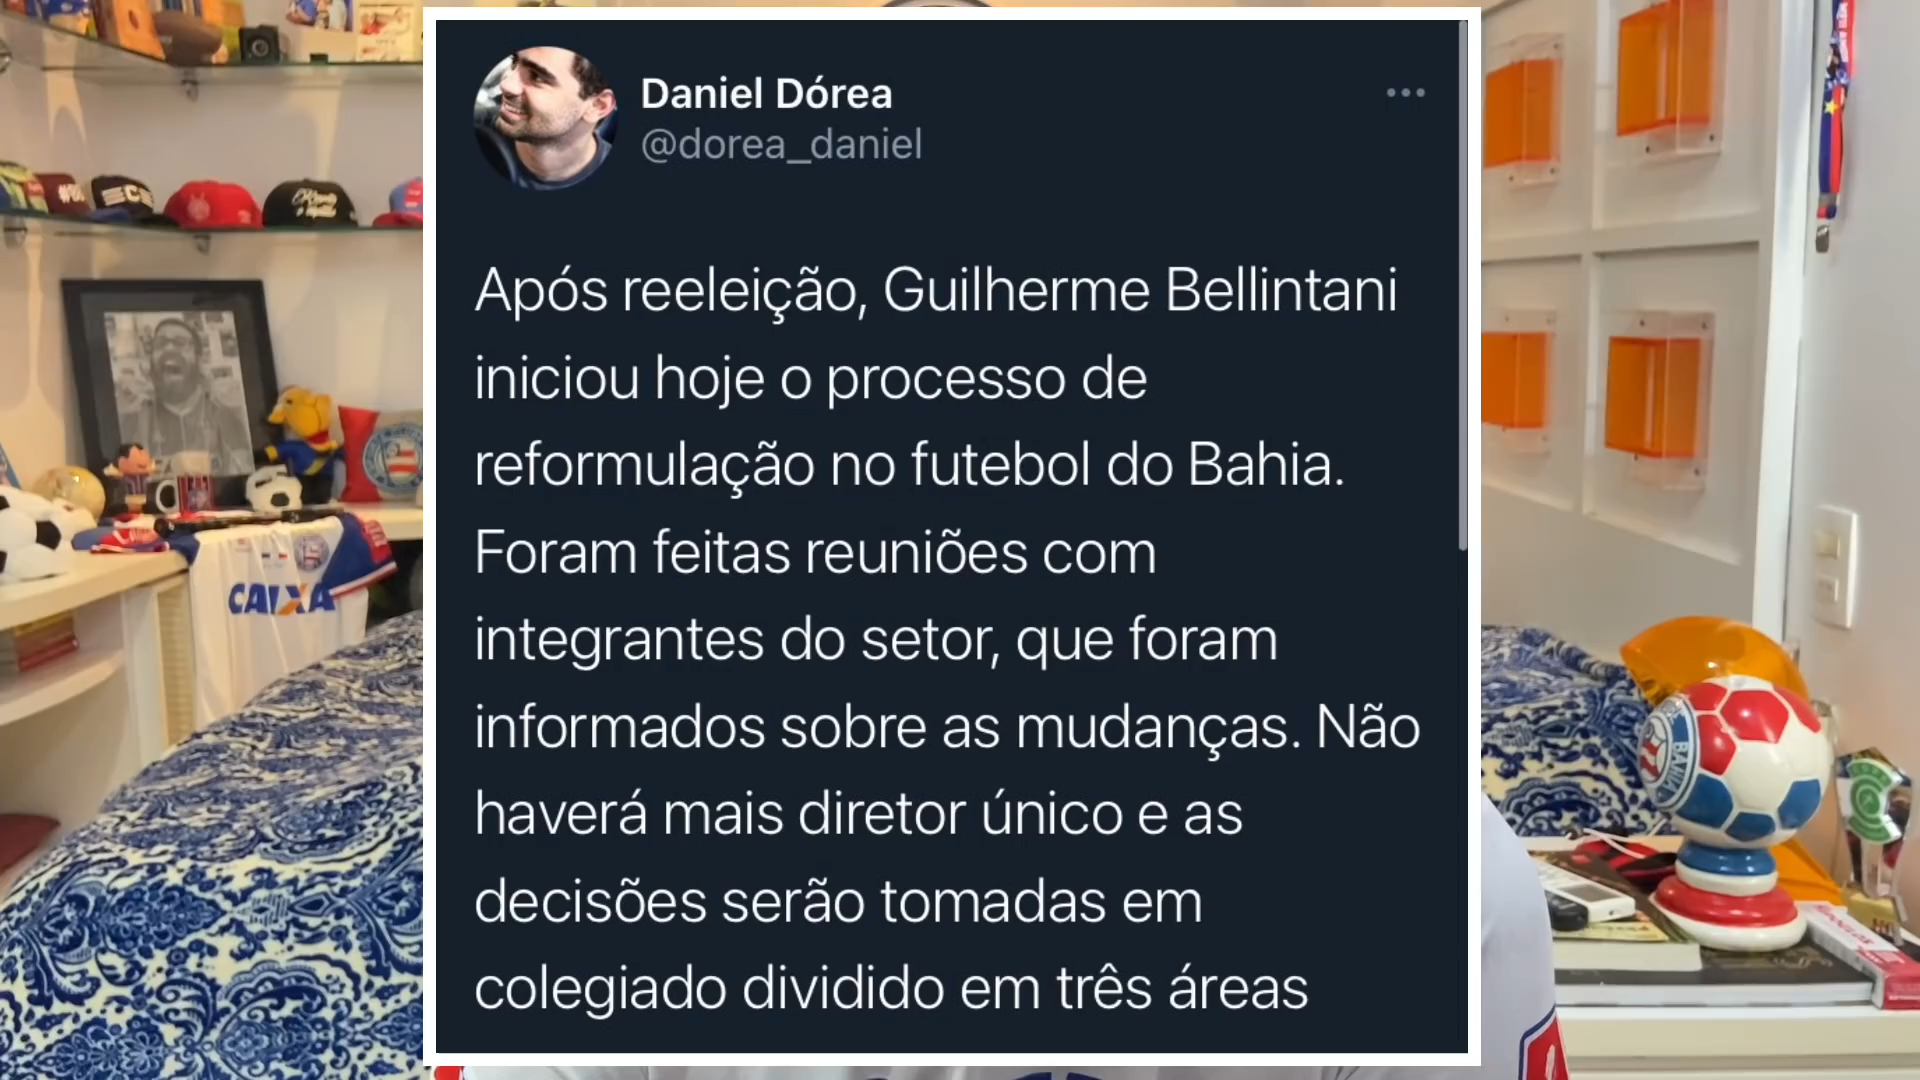 Daniel Dórea
@dorea_daniel
Após reeleição, Guilherme Bellintani
iniciou hoje o processo de
reformulação no futebol do Bahia.
Foram feitas reuniões com
integrantes do setor, que foram
informados sobre as mudanças. Não
haverá mais diretor único e as
decisões serão tomadas em
colegiado dividido em três áreas
CAIXA
BAHIA